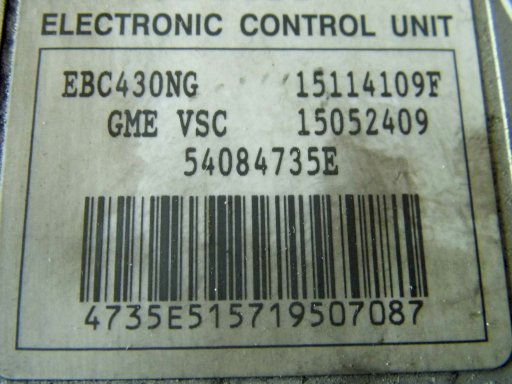 ELECTRONIC CONTROL UNIT
EBC430NG 15114109F
GME VSC 15052409
54084735E
4735E515719507087